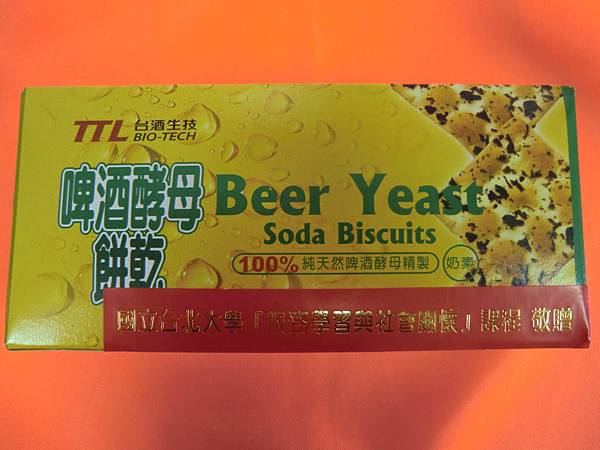 TTL 台酒生技
BIO-TECH
啤酒酵母
餅乾
Beer Yeast
Soda Biscuits
100% 純天然啤酒酵母精製 奶素
國立台北大學『服務學習與社會關懷』課程 敬贈